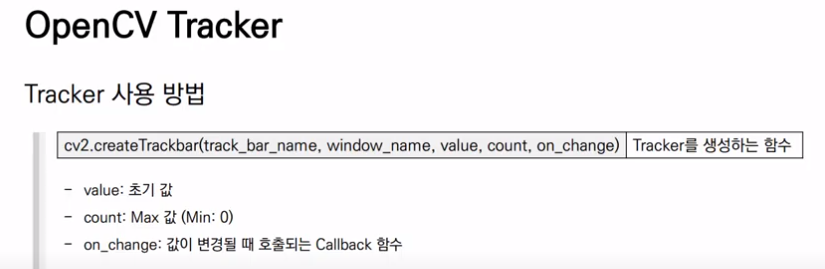 OpenCV Tracker
Tracker 사용 방법
cv2.createTrackbar(track_bar_name, window_name, value, count, on_change) Tracker를 생성하는 함수
- value: 초기 값
- count: Max 값 (Min: 0)
- on_change: 값이 변경될 때 호출되는 Callback 함수